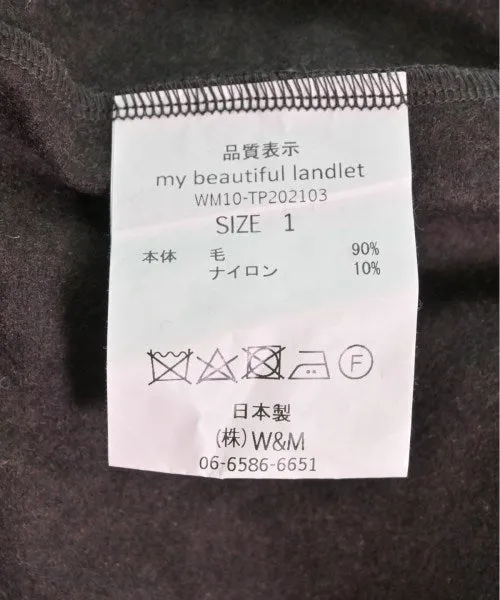 品質表示
my beautiful landlet
WM10-TP202103
SIZE 1
本体 毛 90%
ナイロン 10%
F
日本製
(株)W&M
06-6586-6651